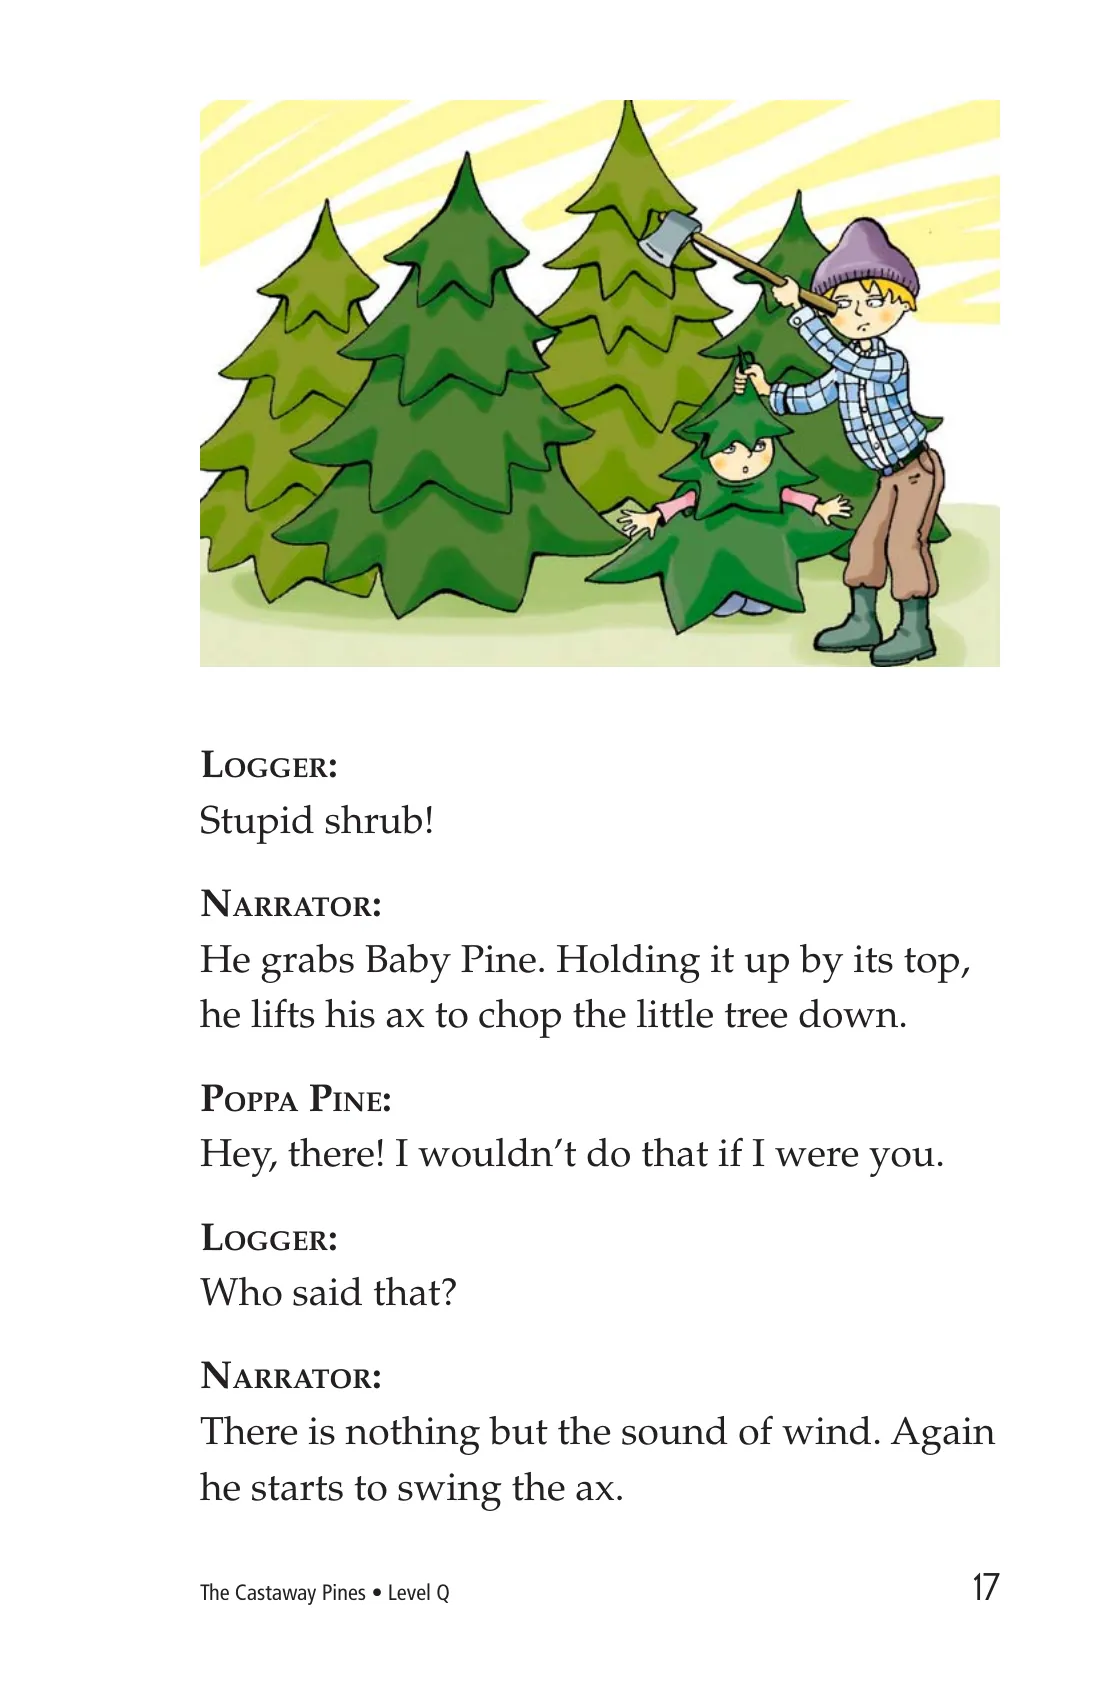 LOGGER:
Stupid shrub!
NARRATOR:
He grabs Baby Pine. Holding it up by its top,
he lifts his ax to chop the little tree down.
POPPA PINE:
Hey, there! I wouldn’t do that if I were you.
LOGGER:
Who said that?
NARRATOR:
There is nothing but the sound of wind. Again
he starts to swing the ax.
The Castaway Pines • Level Q
17